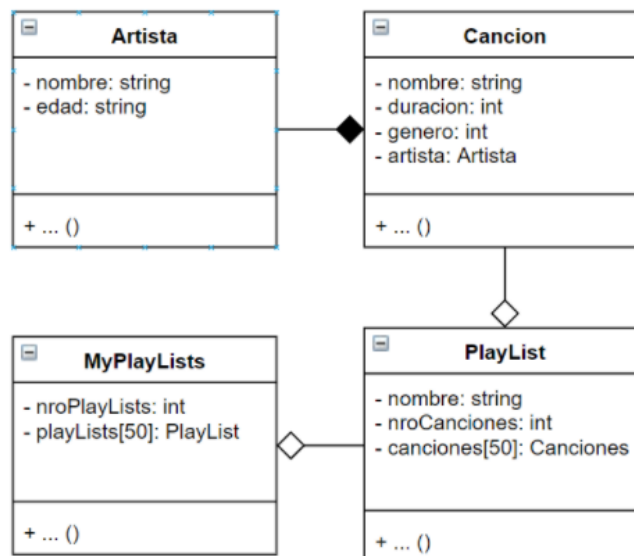 Artista
- nombre: string
- edad: string
+ ... ()
Cancion
- nombre: string
- duracion: int
- genero: int
- artista: Artista
+ ... ()
MyPlayLists
- nroPlayLists: int
- playLists[50]: PlayList
+ ... ()
PlayList
- nombre: string
- nroCanciones: int
- canciones[50]: Canciones
+ ... ()